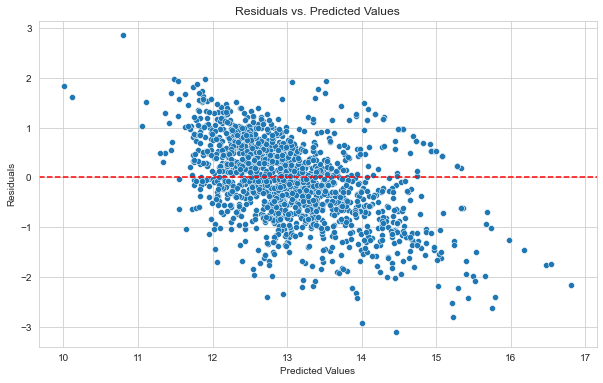 Residuals vs. Predicted Values
3
2
1
0
−1
−2
−3
Residuals
10 11 12 13 14 15 16 17
Predicted Values